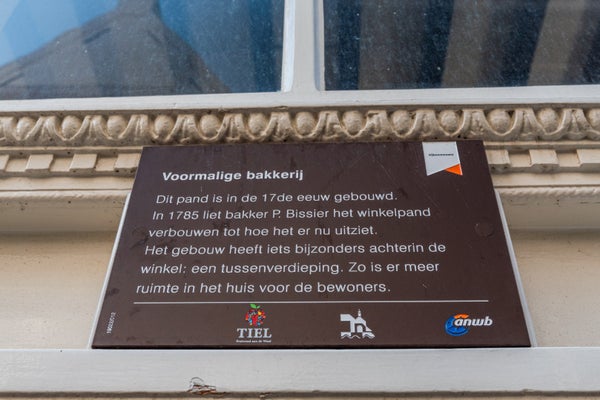 Voormalige bakkerij
Dit pand is in de 17de eeuw gebouwd.
In 1785 liet bakker P. Bissier het winkelpand
verbouwen tot hoe het er nu uitziet.
Het gebouw heeft iets bijzonders achterin de
winkel: een tussenverdieping. Zo is er meer
ruimte in het huis voor de bewoners.
TIEL
anwb